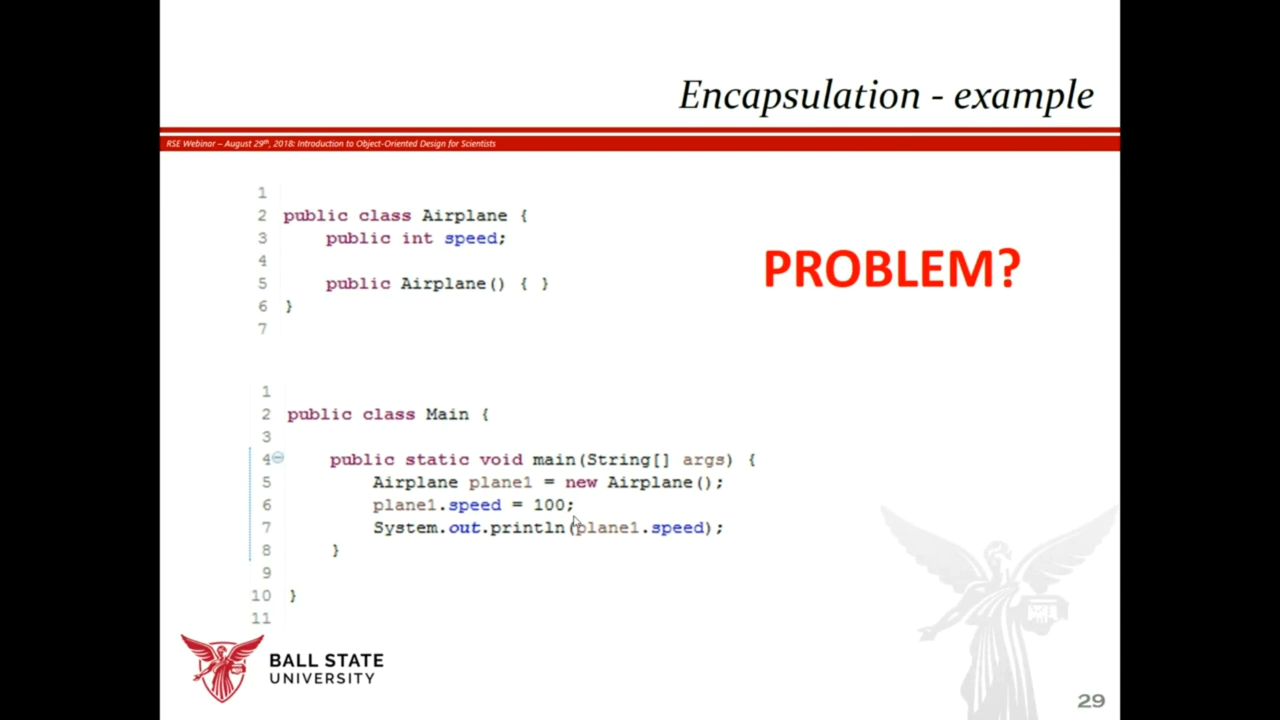 Encapsulation - example
RSE Webinar – August 29th, 2018: Introduction to Object-Oriented Design for Scientists
1
2 public class Airplane {
3 public int speed;
4
5 public Airplane() { }
6 }
7
PROBLEM?
1
2 public class Main {
3
4 public static void main(String[] args) {
5 Airplane plane1 = new Airplane();
6 plane1.speed = 100;
7 System.out.println(plane1.speed);
8 }
9
10 }
11
BALL STATE
UNIVERSITY
29